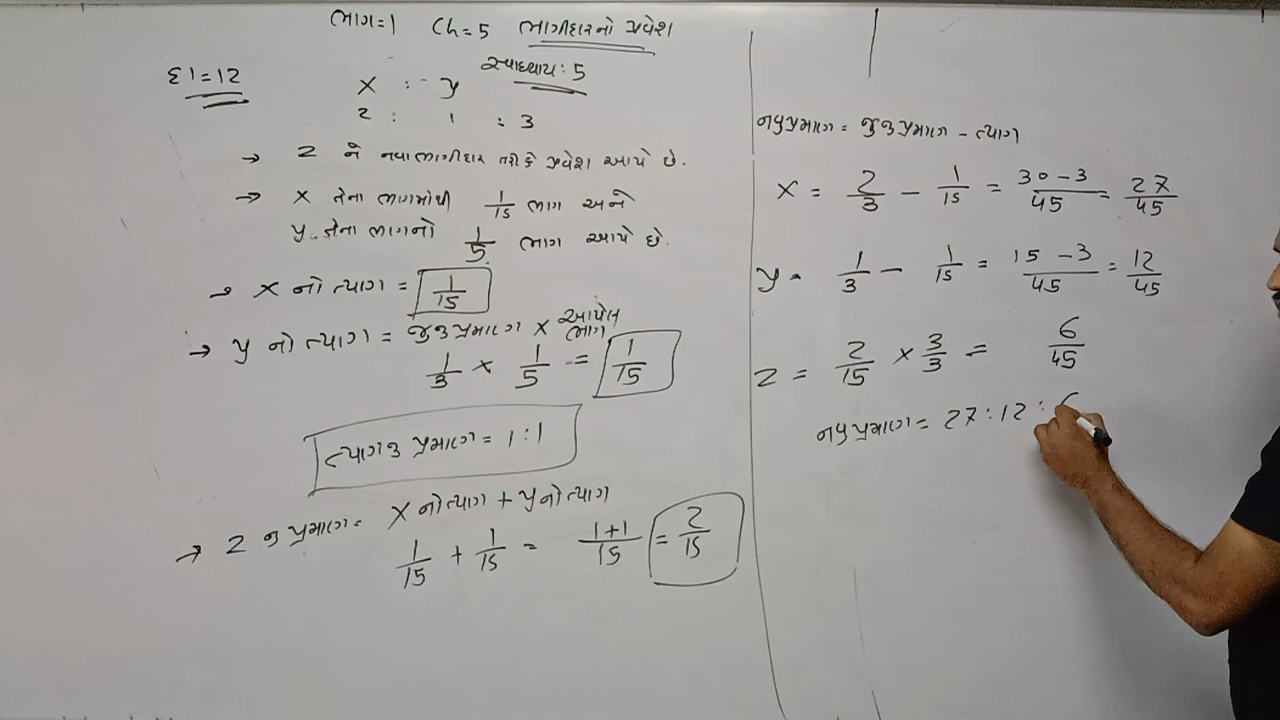 ભાગ=1 Ch=5 ભાગીદારનો પ્રવેશ
સ્વાધ્યાય: 5
દા=12
X : y
2 : 1 : 3
→ Z ને નવા ભાગીદાર તરીકે પ્રવેશ આપે છે.
→ X તેના ભાગમાંથી 1/15 ભાગ અને
y તેના ભાગનો 1/5 ભાગ આપે છે.
→ X નો ત્યાગ = 1/15
→ y નો ત્યાગ = જુનુ પ્રમાણ × આપેલ ભાગ
1/3 × 1/5 = 1/15
ત્યાગનુ પ્રમાણ = 1:1
→ Z નુ પ્રમાણ = X નો ત્યાગ + y નો ત્યાગ
1/15 + 1/15 = 1+1/15 = 2/15
નવુ પ્રમાણ = જુનુ પ્રમાણ - ત્યાગ
X = 2/3 - 1/15 = 30-3/45 = 27/45
y = 1/3 - 1/15 = 15-3/45 = 12/45
Z = 2/15 × 3/3 = 6/45
નવુ પ્રમાણ = 27:12:6